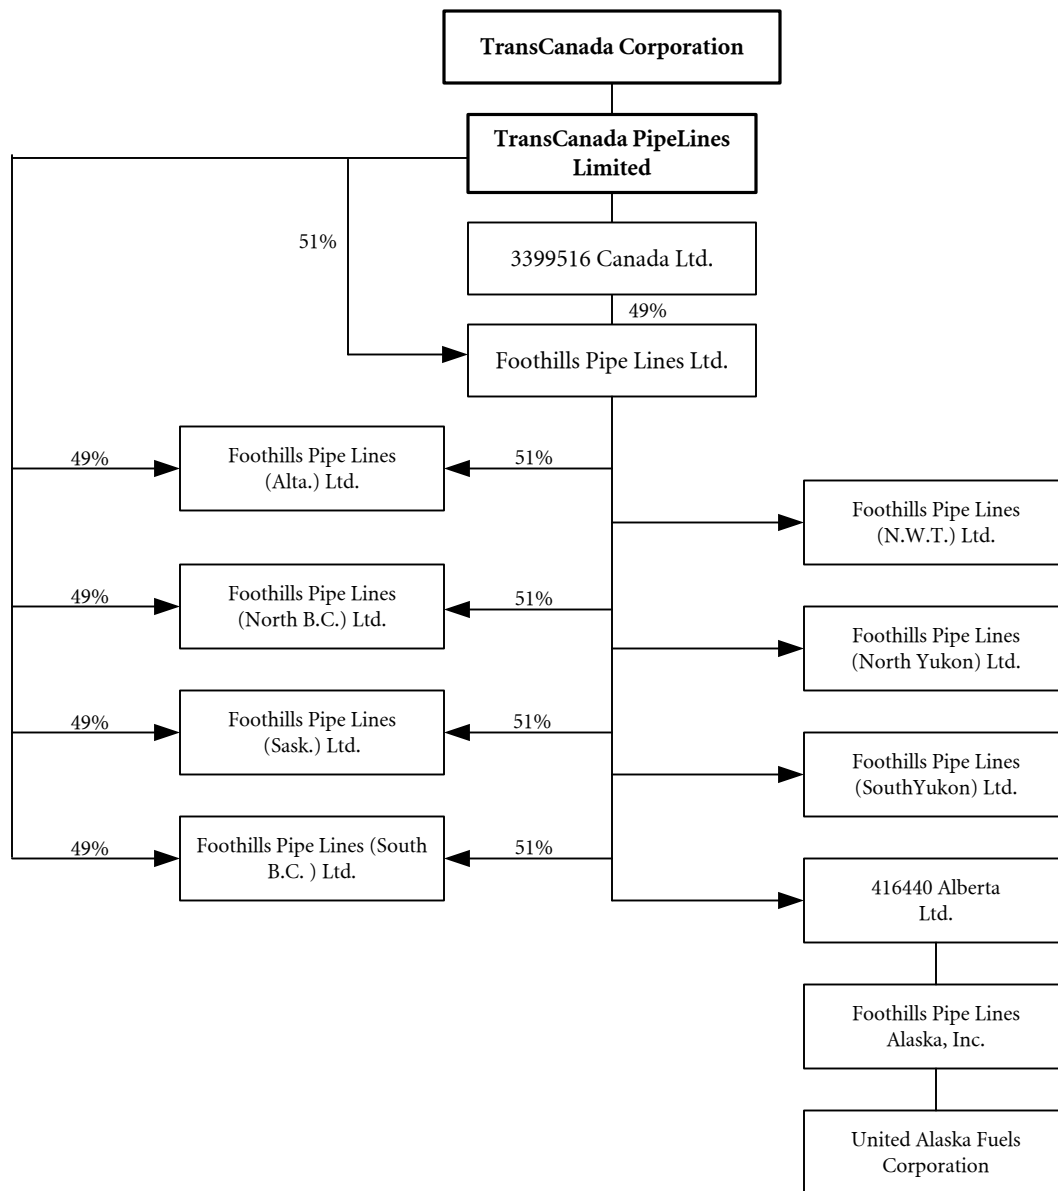 TransCanada Corporation
TransCanada PipeLines
Limited
51%
3399516 Canada Ltd.
49%
Foothills Pipe Lines Ltd.
49%
Foothills Pipe Lines
(Alta.) Ltd.
51%
Foothills Pipe Lines
(N.W.T.) Ltd.
49%
Foothills Pipe Lines
(North B.C.) Ltd.
51%
Foothills Pipe Lines
(North Yukon) Ltd.
49%
Foothills Pipe Lines
(Sask.) Ltd.
51%
Foothills Pipe Lines
(SouthYukon) Ltd.
49%
Foothills Pipe Lines (South
B.C. ) Ltd.
51%
416440 Alberta
Ltd.
Foothills Pipe Lines
Alaska, Inc.
United Alaska Fuels
Corporation